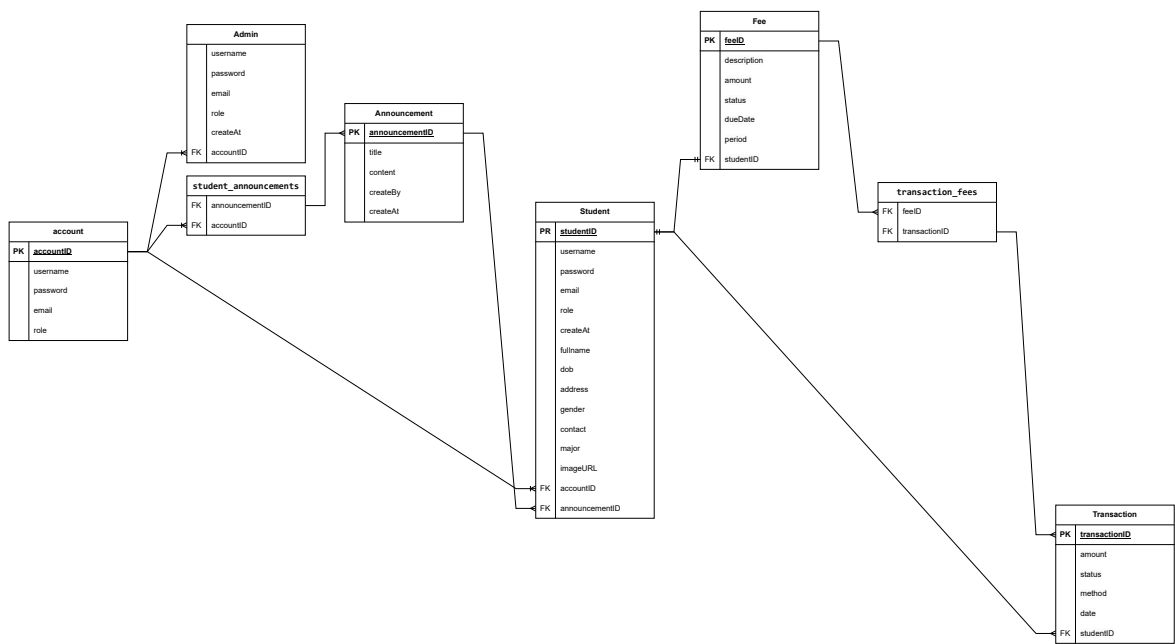 Admin
username
password
email
role
createAt
FK accountID
student_announcements
FK announcementID
FK accountID
account
PK accountID
username
password
email
role
Announcement
PK announcementID
title
content
createBy
createAt
Student
PR studentID
username
password
email
role
createAt
fullname
dob
address
gender
contact
major
imageURL
FK accountID
FK announcementID
Fee
PK feeID
description
amount
status
dueDate
period
FK studentID
transaction_fees
FK feeID
FK transactionID
Transaction
PK transactionID
amount
status
method
date
FK studentID